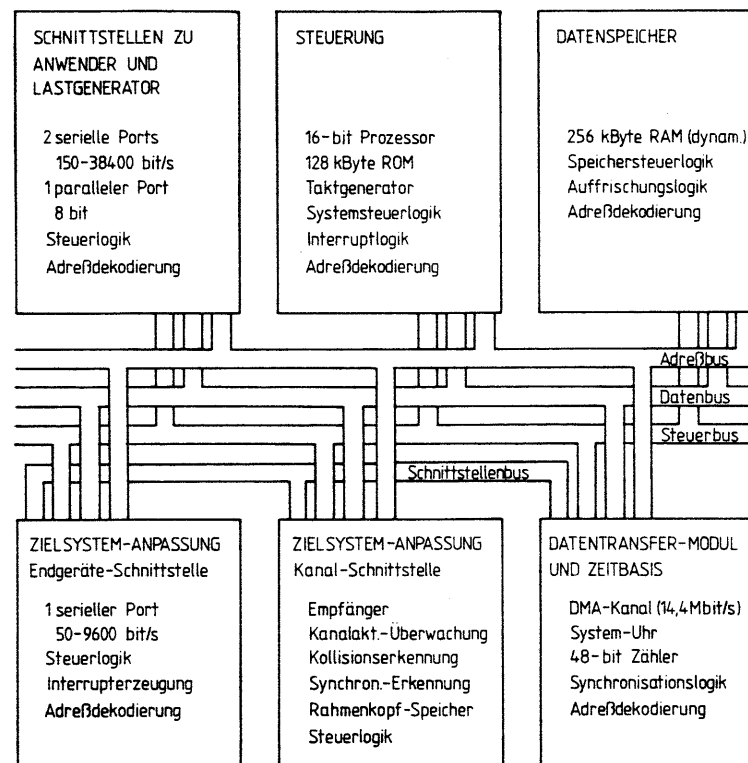 SCHNITTSTELLEN ZU
ANWENDER UND
LASTGENERATOR
2 serielle Ports
150-38400 bit/s
1 paralleler Port
8 bit
Steuerlogik
Adreßdekodierung
STEUERUNG
16-bit Prozessor
128 kByte ROM
Taktgenerator
Systemsteuerlogik
Interruptlogik
Adreßdekodierung
DATENSPEICHER
256 kByte RAM (dynam.)
Speichersteuerlogik
Auffrischungslogik
Adreßdekodierung
Adreßbus
Datenbus
Steuerbus
Schnittstellenbus
ZIELSYSTEM-ANPASSUNG
Endgeräte-Schnittstelle
1 serieller Port
50-9600 bit/s
Steuerlogik
Interrupterzeugung
Adreßdekodierung
ZIELSYSTEM-ANPASSUNG
Kanal-Schnittstelle
Empfänger
Kanalakt.-Überwachung
Kollisionserkennung
Synchron.-Erkennung
Rahmenkopf-Speicher
Steuerlogik
DATENTRANSFER-MODUL
UND ZEITBASIS
DMA-Kanal (14,4 Mbit/s)
System-Uhr
48-bit Zähler
Synchronisationslogik
Adreßdekodierung